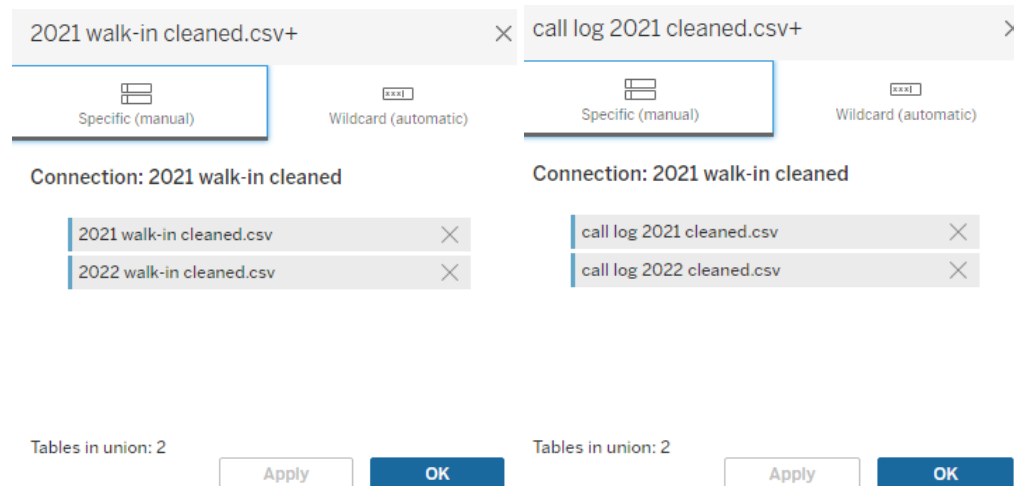 2021 walk-in cleaned.csv+
Specific (manual)
Wildcard (automatic)
Connection: 2021 walk-in cleaned
2021 walk-in cleaned.csv
2022 walk-in cleaned.csv
Tables in union: 2
Apply
OK
call log 2021 cleaned.csv+
Specific (manual)
Wildcard (automatic)
Connection: 2021 walk-in cleaned
call log 2021 cleaned.csv
call log 2022 cleaned.csv
Tables in union: 2
Apply
OK